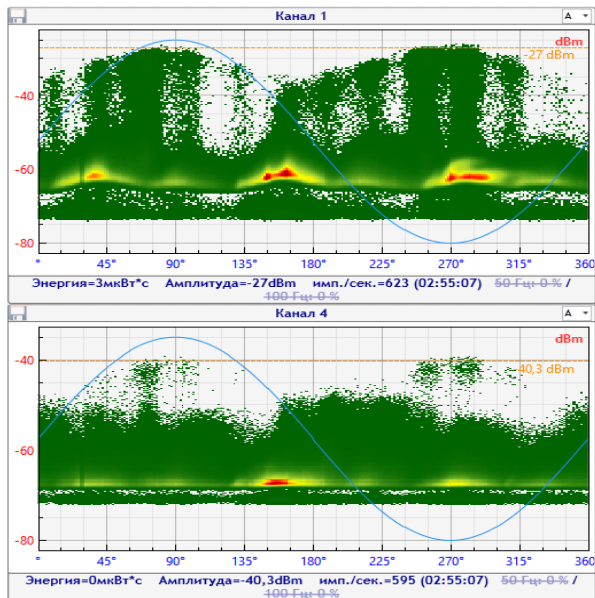 Канал 1
A
dBm
-27 dBm
-40
-60
-80
° 45° 90° 135° 180° 225° 270° 315° 360
Энергия=3мкВт*с Амплитуда=-27dBm имп./сек.=623 (02:55:07) 50 Гц: 0 % /
100 Гц: 0 %
Канал 4
A
dBm
-40
40,3 dBm
-60
-80
° 45° 90° 135° 180° 225° 270° 315° 360
Энергия=0мкВт*с Амплитуда=-40,3dBm имп./сек.=595 (02:55:07) 50 Гц: 0 % /
100 Гц: 0 %